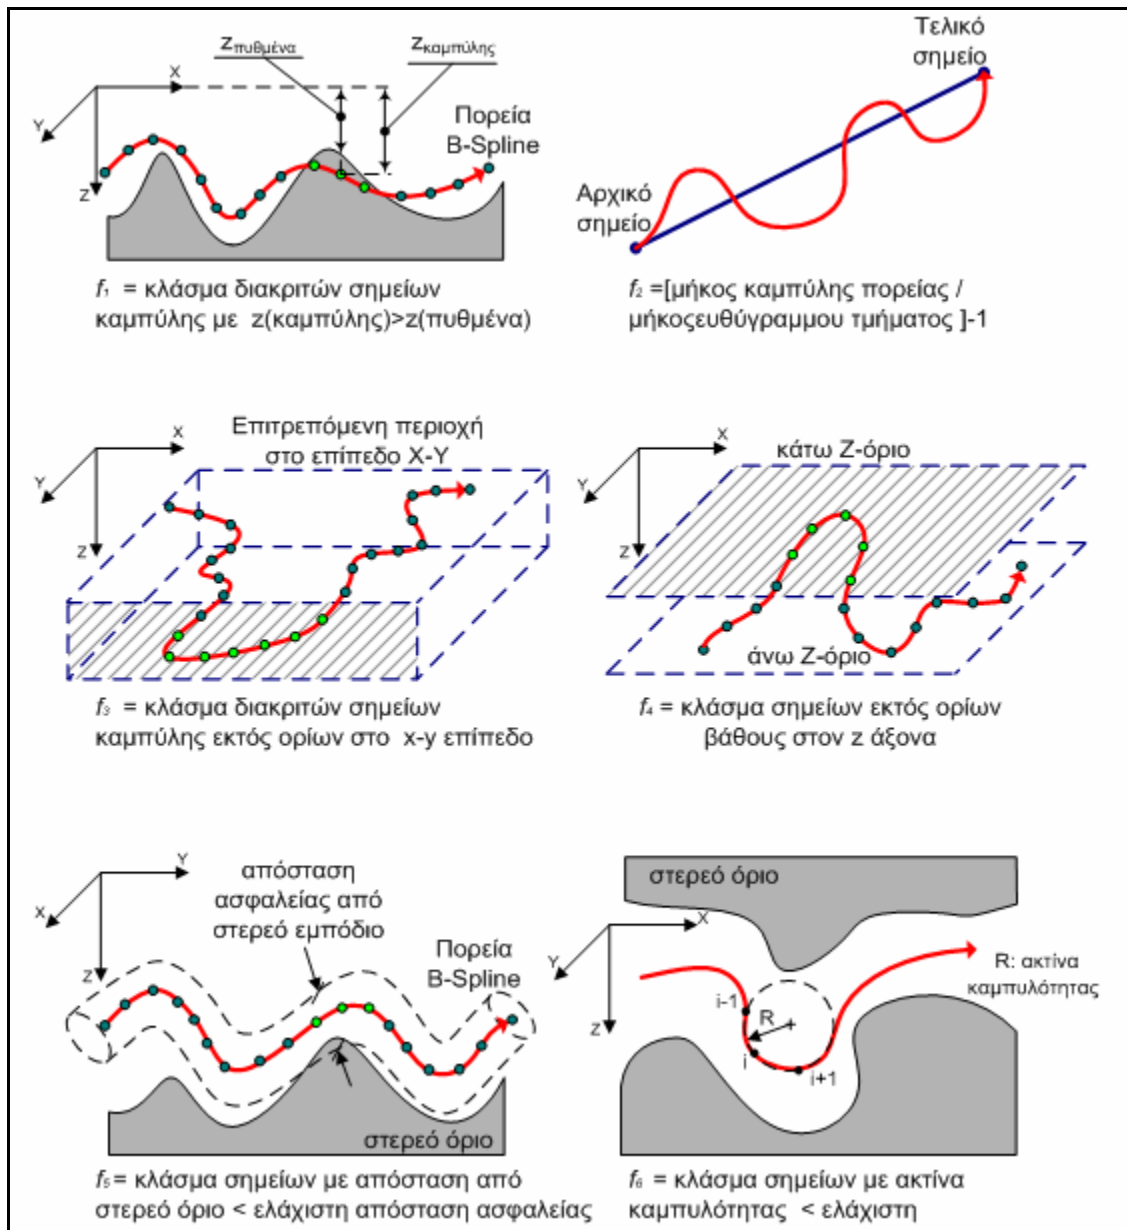 Zπυθμένα
Zκαμπύλης
X
Y
Z
Πορεία
B-Spline
f₁ = κλάσμα διακριτών σημείων
καμπύλης με z(καμπύλης)>z(πυθμένα)
Τελικό
σημείο
Αρχικό
σημείο
f₂ =[μήκος καμπύλης πορείας /
μήκοςευθύγραμμου τμήματος ]-1
Επιτρεπόμενη περιοχή
στο επίπεδο X-Y
X
Y
Z
f₃ = κλάσμα διακριτών σημείων
καμπύλης εκτός ορίων στο x-y επίπεδο
X
Y
Z
κάτω Z-όριο
άνω Z-όριο
f₄ = κλάσμα σημείων εκτός ορίων
βάθους στον z άξονα
Y
X
Z
απόσταση
ασφαλείας από
στερεό εμπόδιο
Πορεία
B-Spline
στερεό όριο
f₅ = κλάσμα σημείων με απόσταση από
στερεό όριο < ελάχιστη απόσταση ασφαλείας
στερεό όριο
X
Y
Z
R: ακτίνα
καμπυλότητας
i-1
R
i
i+1
f₆ = κλάσμα σημείων με ακτίνα
καμπυλότητας < ελάχιστη